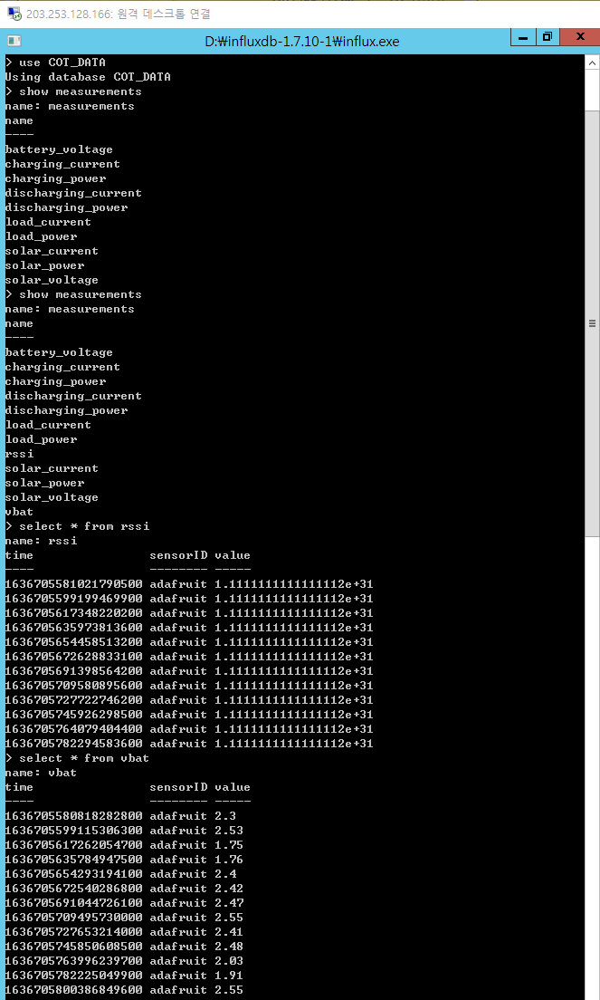 203.253.128.166: 원격 데스크톱 연결
D:₩influxdb-1.7.10-1₩influx.exe
> use COT_DATA
Using database COT_DATA
> show measurements
name: measurements
name
----
battery_voltage
charging_current
charging_power
discharging_current
discharging_power
load_current
load_power
solar_current
solar_power
solar_voltage
> show measurements
name: measurements
name
----
battery_voltage
charging_current
charging_power
discharging_current
discharging_power
load_current
load_power
rssi
solar_current
solar_power
solar_voltage
vbat
> select * from rssi
name: rssi
time sensorID value
---- -------- -----
1636705581021790500 adafruit 1.1111111111111112e+31
1636705599199469900 adafruit 1.1111111111111112e+31
1636705617348220200 adafruit 1.1111111111111112e+31
1636705635973813600 adafruit 1.1111111111111112e+31
1636705654458513200 adafruit 1.1111111111111112e+31
1636705672628833100 adafruit 1.1111111111111112e+31
1636705691398564200 adafruit 1.1111111111111112e+31
1636705709580895600 adafruit 1.1111111111111112e+31
1636705727722746200 adafruit 1.1111111111111112e+31
1636705745926298500 adafruit 1.1111111111111112e+31
1636705764079404400 adafruit 1.1111111111111112e+31
1636705782294583600 adafruit 1.1111111111111112e+31
> select * from vbat
name: vbat
time sensorID value
---- -------- -----
1636705580818282800 adafruit 2.3
1636705599115306300 adafruit 2.53
1636705617262054700 adafruit 1.75
1636705635784947500 adafruit 1.76
1636705654293194100 adafruit 2.4
1636705672540286800 adafruit 2.42
1636705691044726100 adafruit 2.47
1636705709495730000 adafruit 2.55
1636705727653214000 adafruit 2.41
1636705745850608500 adafruit 2.48
1636705763996239700 adafruit 2.03
1636705782225049900 adafruit 1.91
1636705800386849600 adafruit 2.55